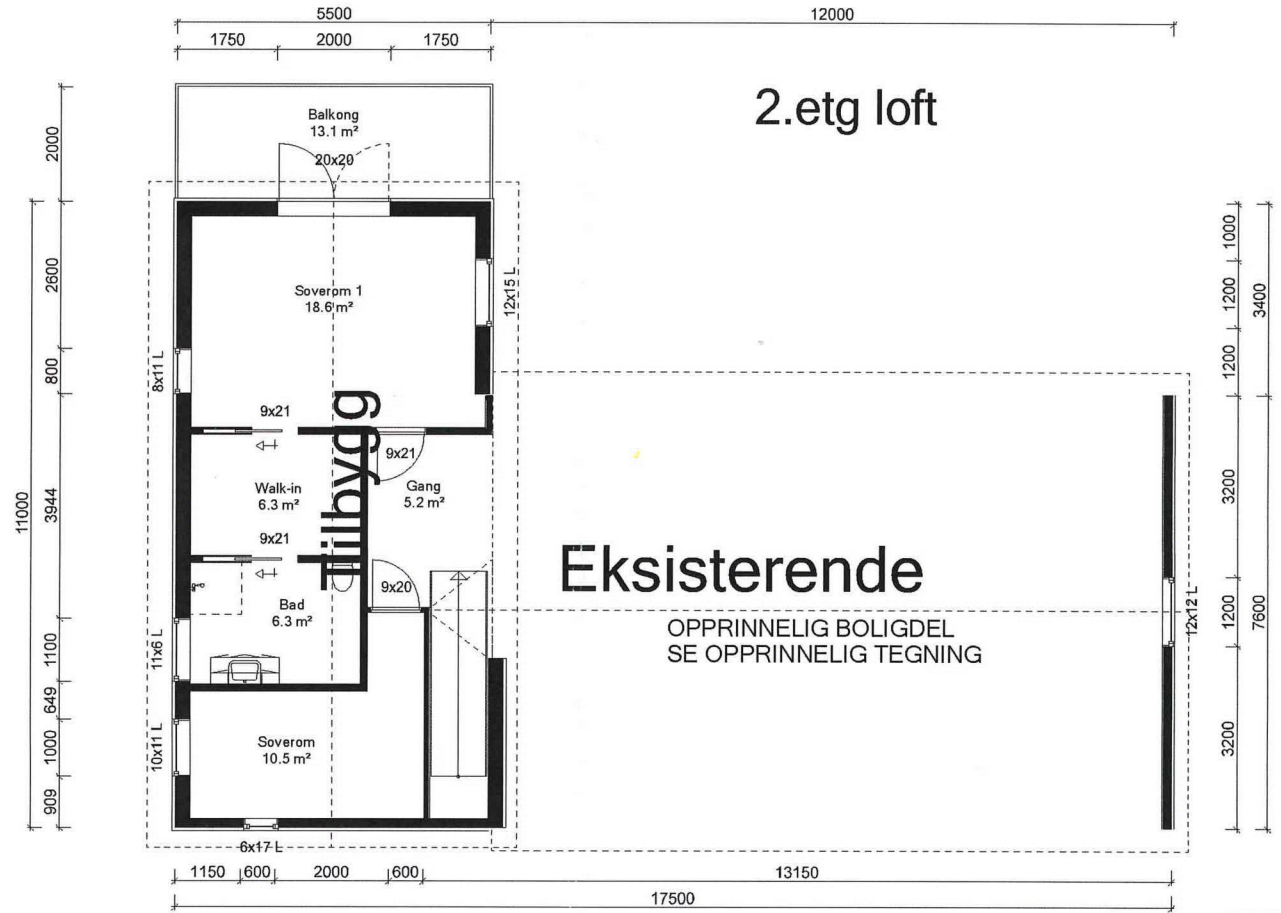 5500
12000
1750
2000
1750
2.etg loft
Balkong
13.1 m²
20x20
2000
2600
800
3944
1100
649
1000
909
11000
Soverom 1
18.6 m²
12x15 L
8x11 L
9x21
9x21
Tilbygg
Walk-in
6.3 m²
Gang
5.2 m²
9x21
9x20
Bad
6.3 m²
11x6 L
10x11 L
Soverom
10.5 m²
6x17 L
Eksisterende
OPPRINNELIG BOLIGDEL
SE OPPRINNELIG TEGNING
12x12 L
1000
1200
1200
3200
1200
3200
3400
7600
1150
600
2000
600
13150
17500